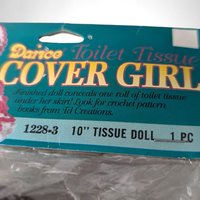 Darice Toilet Tissue
COVER GIRL
Finished doll conceals one roll of toilet tissue
under her skirt! Look for crochet pattern
books from Td Creations.
1228-3 10" TISSUE DOLL 1 PC